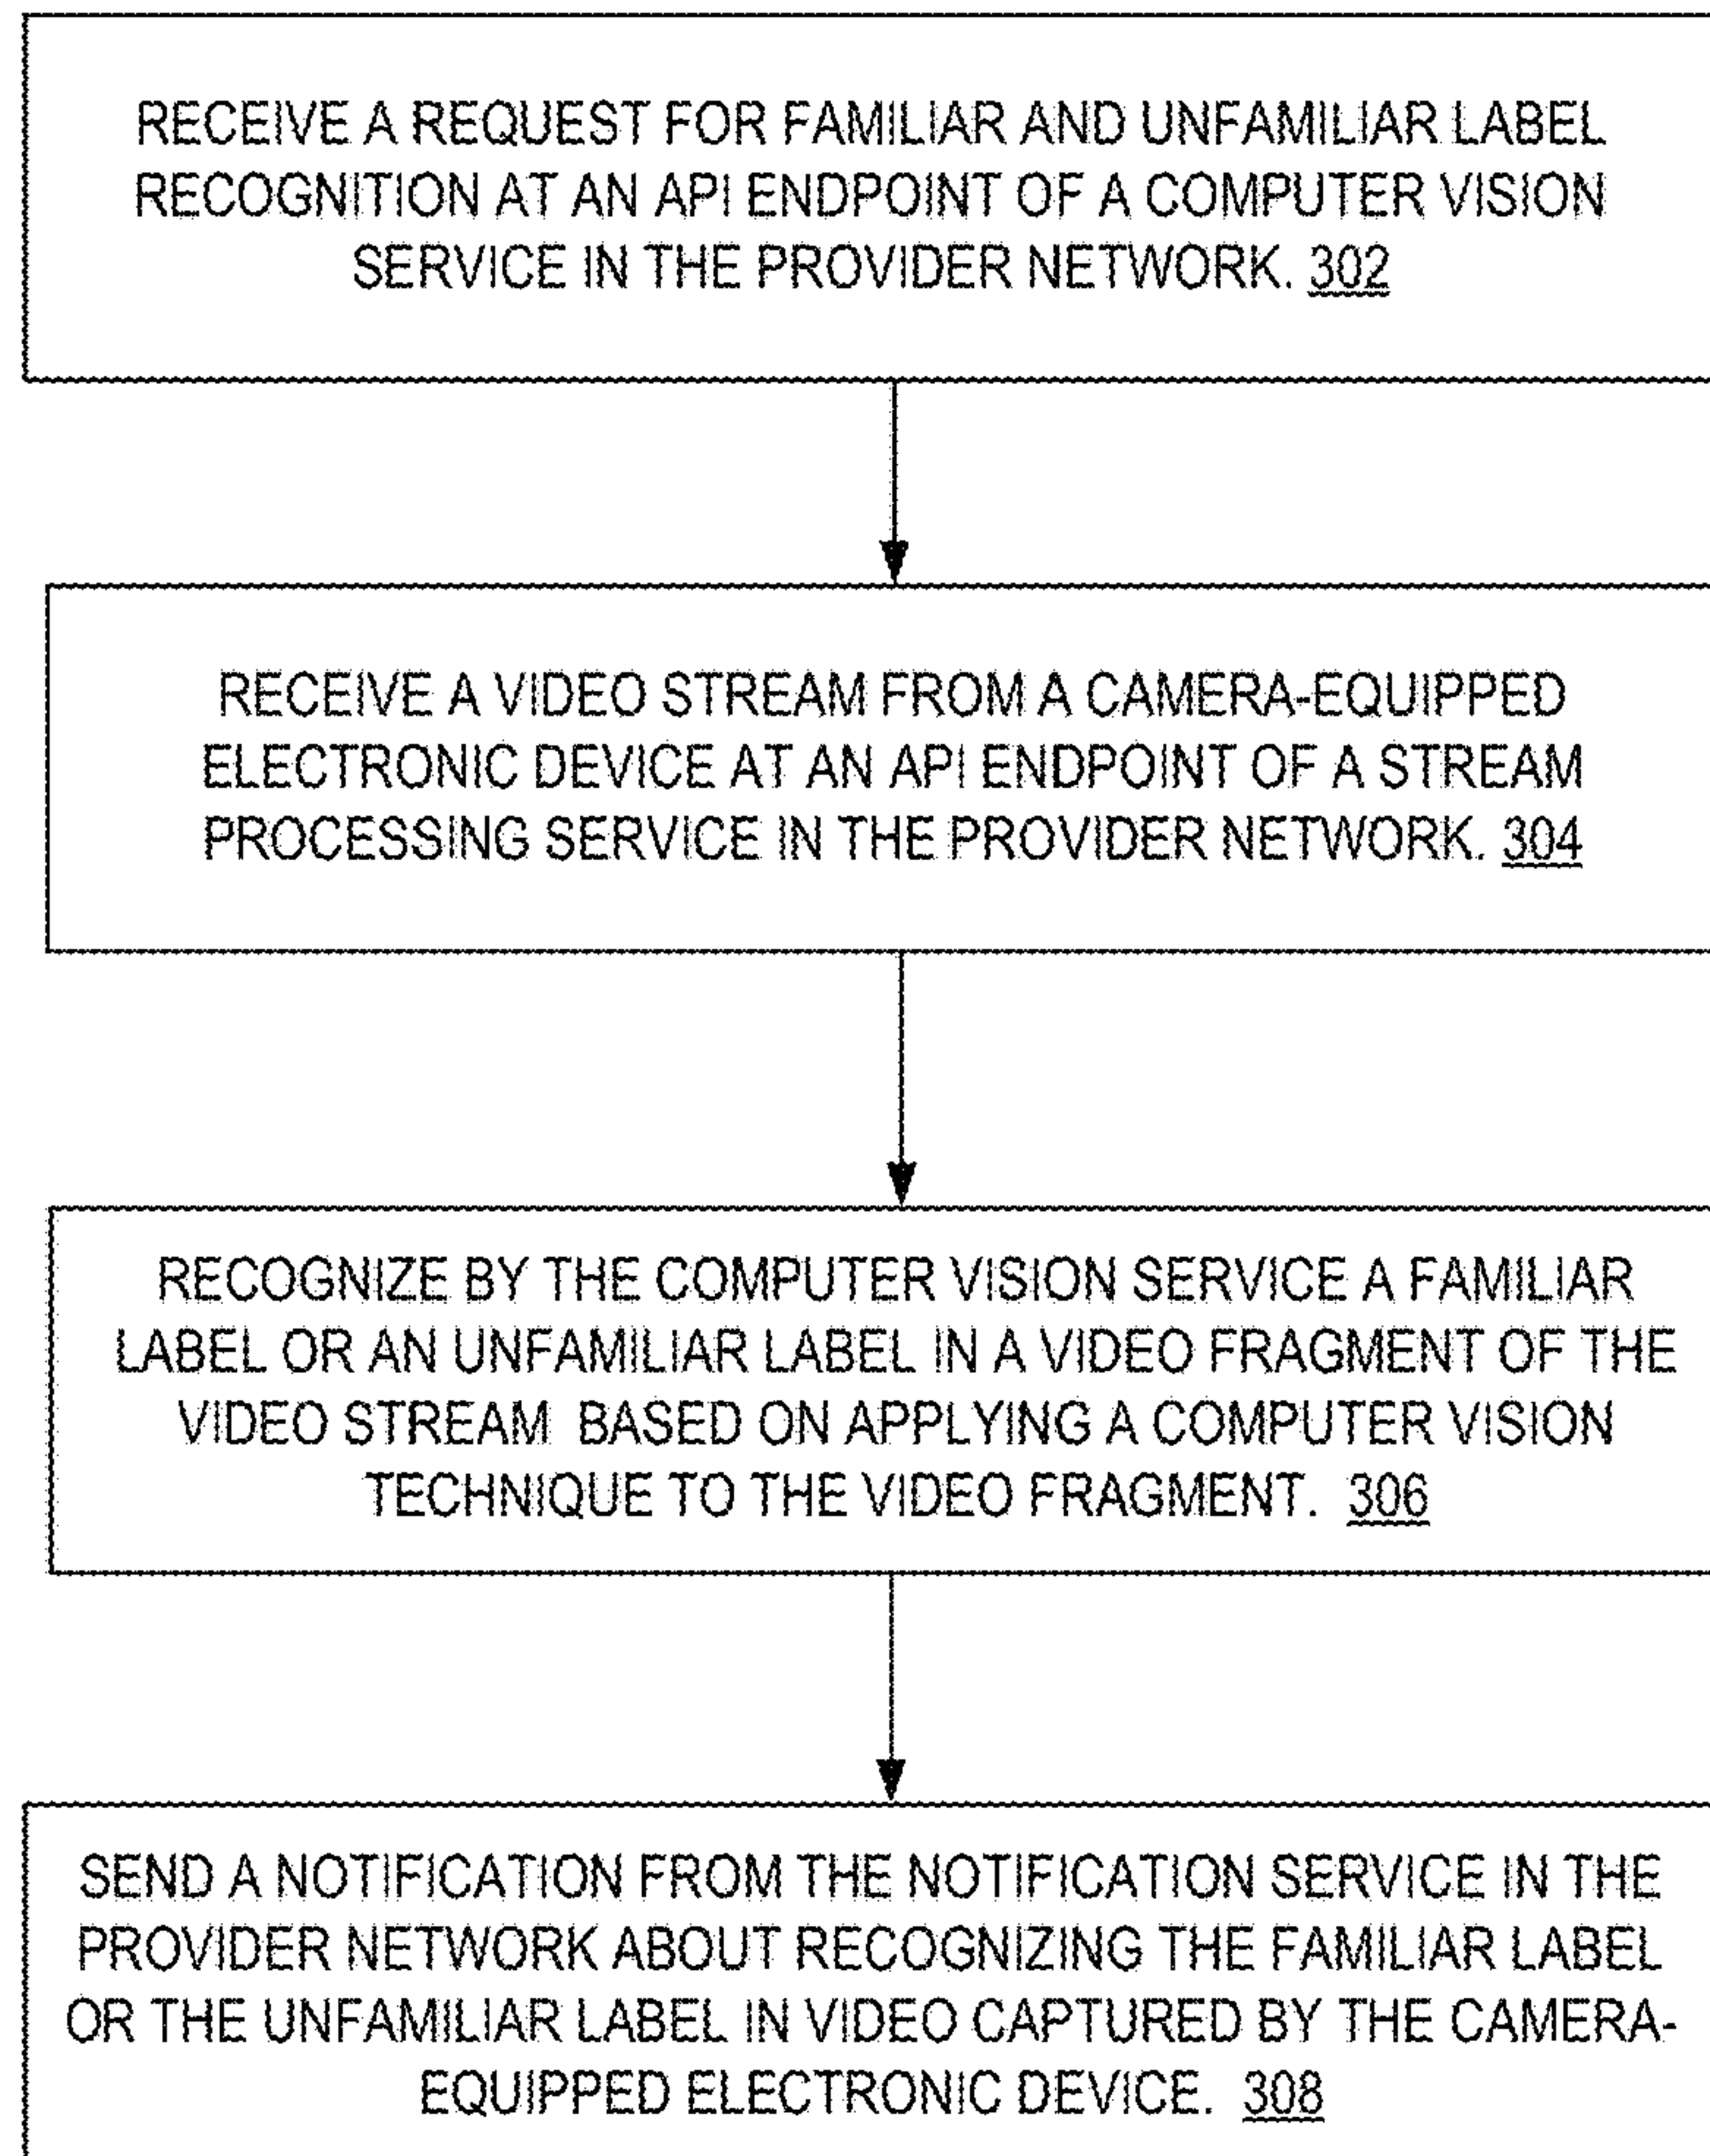 RECEIVE A REQUEST FOR FAMILIAR AND UNFAMILIAR LABEL
RECOGNITION AT AN API ENDPOINT OF A COMPUTER VISION
SERVICE IN THE PROVIDER NETWORK. 302
RECEIVE A VIDEO STREAM FROM A CAMERA-EQUIPPED
ELECTRONIC DEVICE AT AN API ENDPOINT OF A STREAM
PROCESSING SERVICE IN THE PROVIDER NETWORK. 304
RECOGNIZE BY THE COMPUTER VISION SERVICE A FAMILIAR
LABEL OR AN UNFAMILIAR LABEL IN A VIDEO FRAGMENT OF THE
VIDEO STREAM BASED ON APPLYING A COMPUTER VISION
TECHNIQUE TO THE VIDEO FRAGMENT. 306
SEND A NOTIFICATION FROM THE NOTIFICATION SERVICE IN THE
PROVIDER NETWORK ABOUT RECOGNIZING THE FAMILIAR LABEL
OR THE UNFAMILIAR LABEL IN VIDEO CAPTURED BY THE CAMERA-
EQUIPPED ELECTRONIC DEVICE. 308